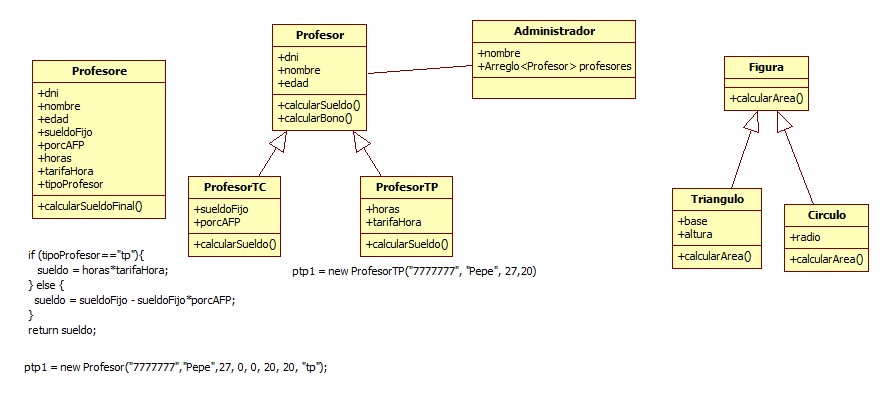 Profesore
+dni
+nombre
+edad
+sueldoFijo
+porcAFP
+horas
+tarifaHora
+tipoProfesor
+calcularSueldoFinal()
if (tipoProfesor=="tp"){
sueldo = horas*tarifaHora;
} else {
sueldo = sueldoFijo - sueldoFijo*porcAFP;
}
return sueldo;
ptp1 = new Profesor("7777777","Pepe",27, 0, 0, 20, 20, "tp");
Profesor
+dni
+nombre
+edad
+calcularSueldo()
+calcularBono()
ProfesorTC
+sueldoFijo
+porcAFP
+calcularSueldo()
ProfesorTP
+horas
+tarifaHora
+calcularSueldo()
ptp1 = new ProfesorTP("7777777", "Pepe", 27,20)
Administrador
+nombre
+Arreglo<Profesor> profesores
Figura
+calcularArea()
Triangulo
+base
+altura
+calcularArea()
Circulo
+radio
+calcularArea()